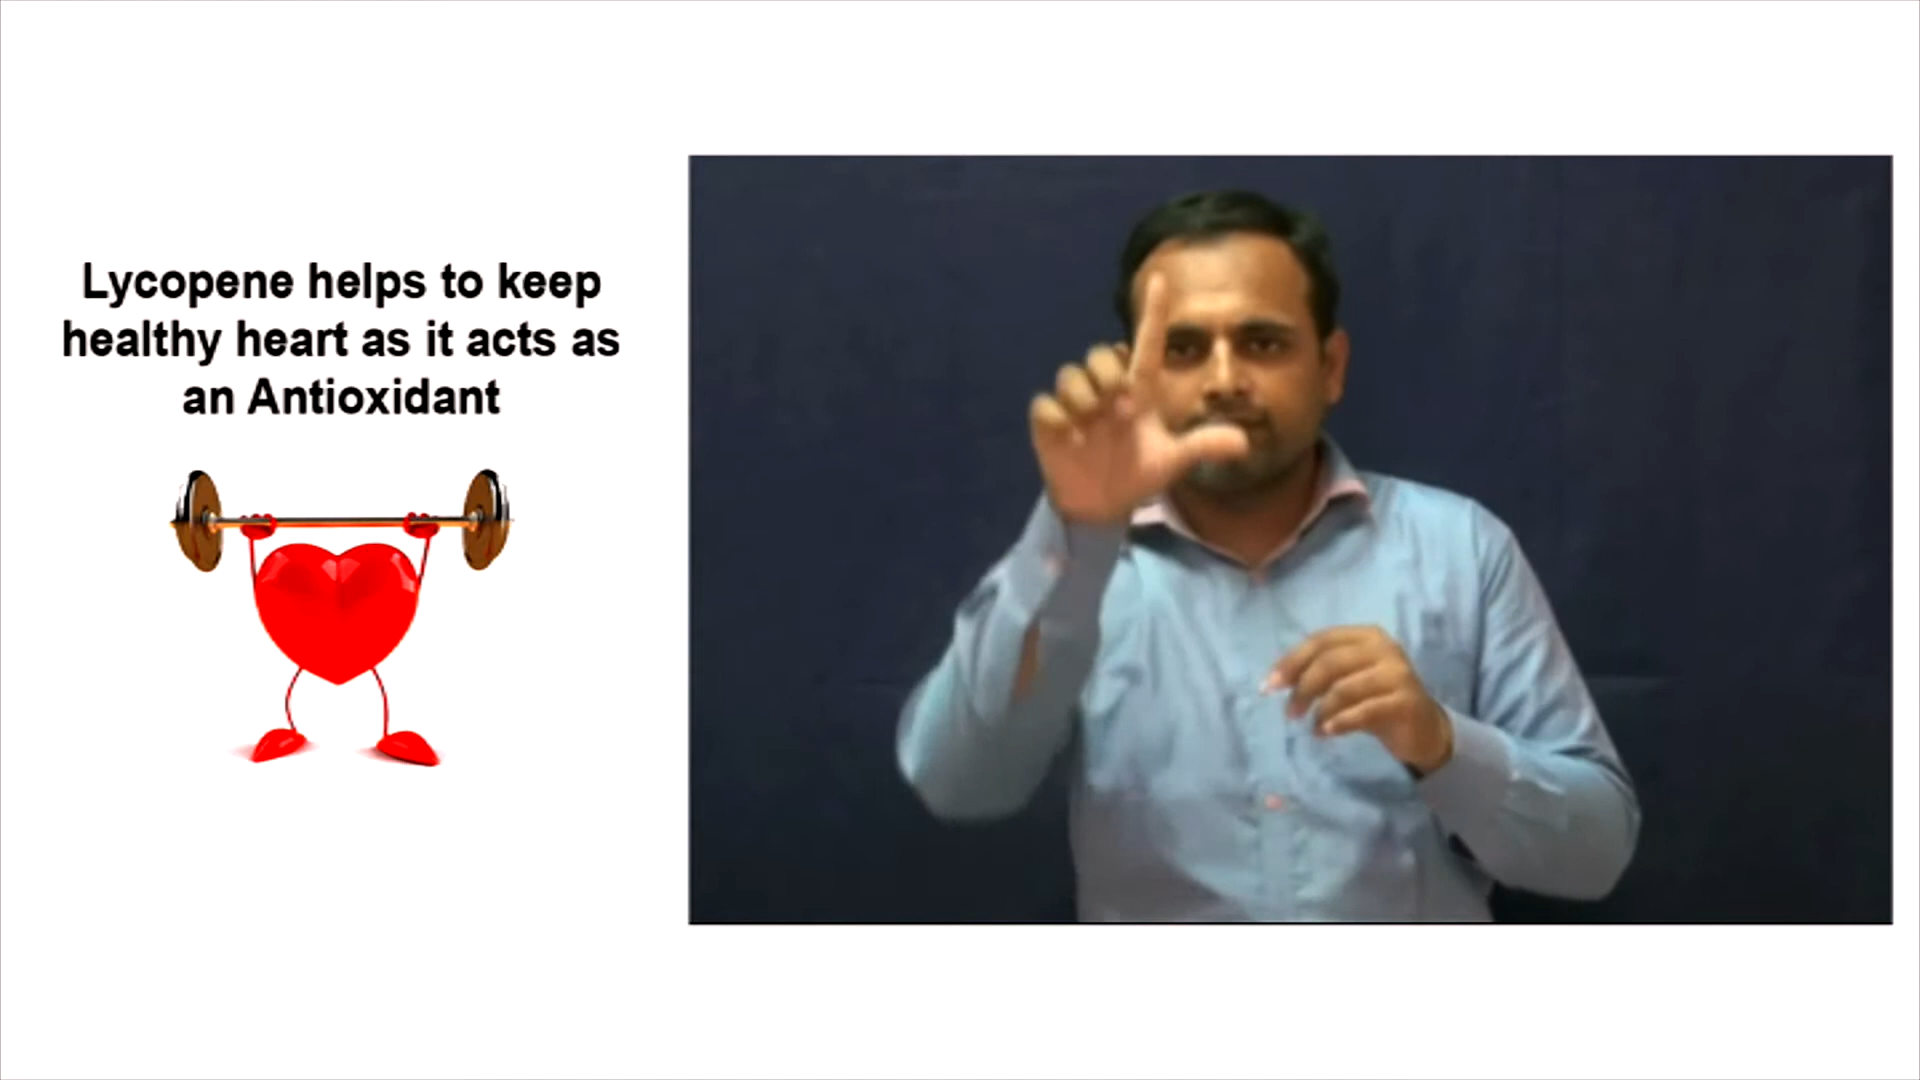 Lycopene helps to keep
healthy heart as it acts as
an Antioxidant